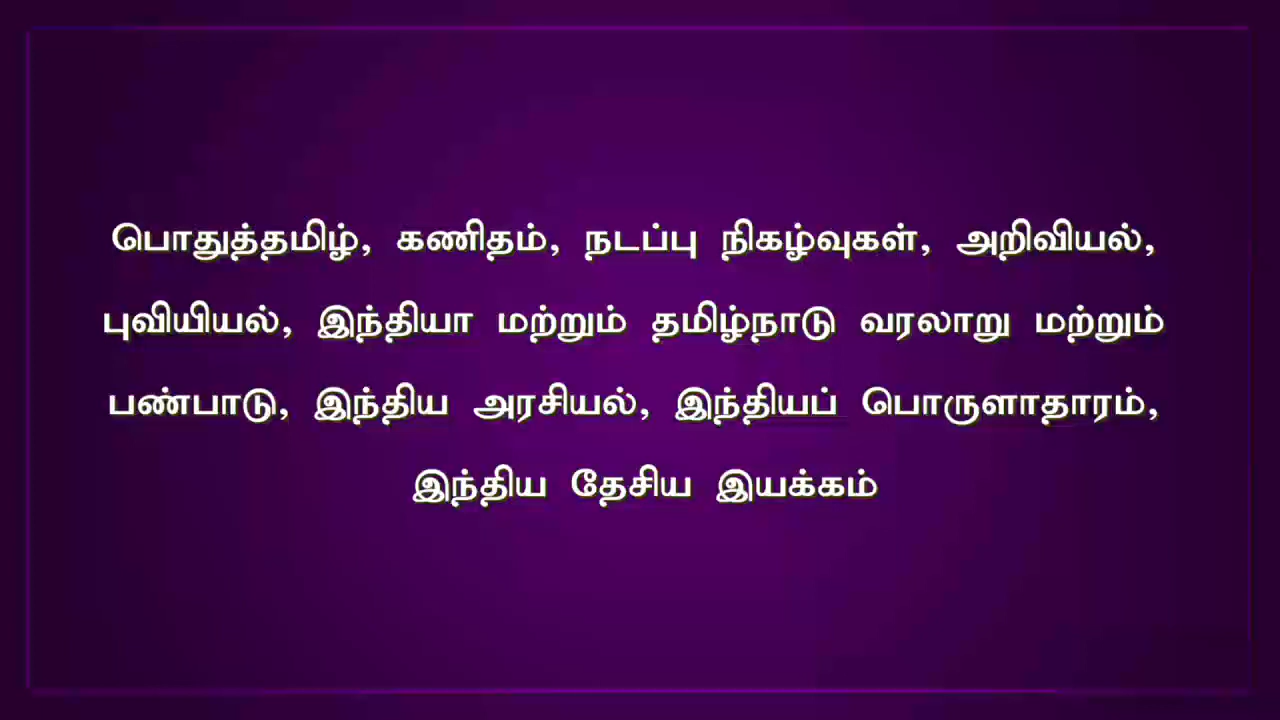 பொதுத்தமிழ், கணிதம், நடப்பு நிகழ்வுகள், அறிவியல்,
புவியியல், இந்தியா மற்றும் தமிழ்நாடு வரலாறு மற்றும்
பண்பாடு, இந்திய அரசியல், இந்தியப் பொருளாதாரம்,
இந்திய தேசிய இயக்கம்